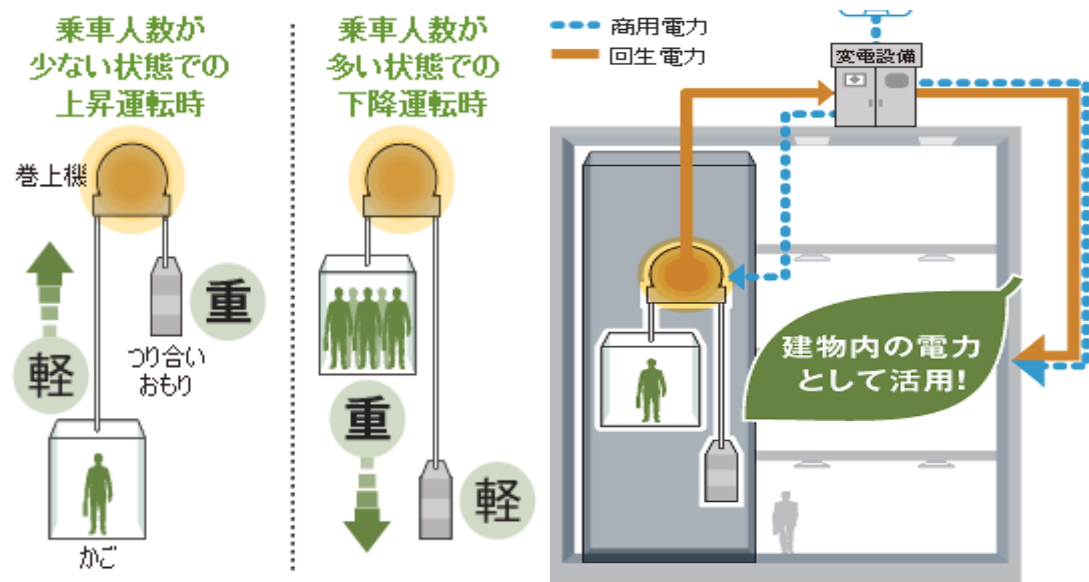 乗車人数が
少ない状態での
上昇運転時
巻上機
重
軽
つり合い
おもり
かご
乗車人数が
多い状態での
下降運転時
重
軽
商用電力
回生電力
変電設備
建物内の電力
として活用!